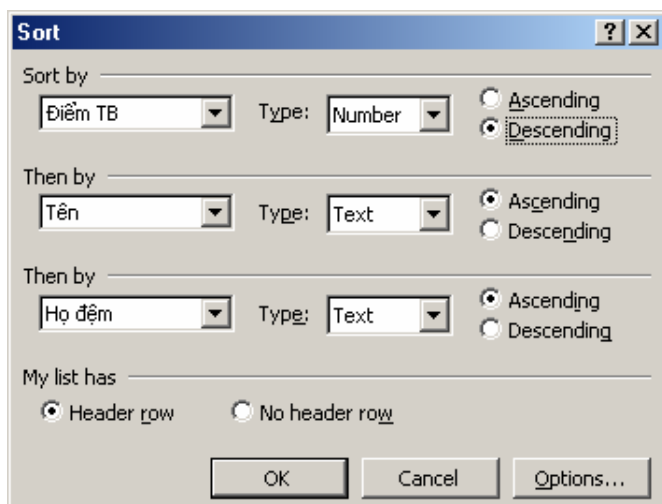 Sort
Sort by
Điểm TB Type: Number Ascending
Descending
Then by
Tên Type: Text Ascending
Descending
Then by
Họ đệm Type: Text Ascending
Descending
My list has
Header row No header row
OK Cancel Options...